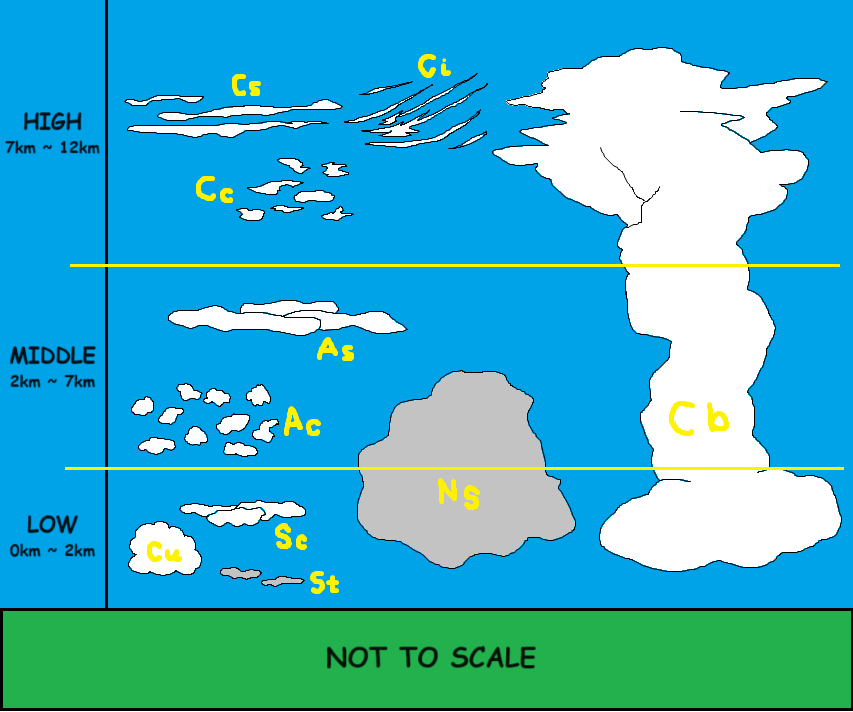 Cs
Ci
HIGH
7km ~ 12km
Cc
As
MIDDLE
2km ~ 7km
Ac
Cb
Ns
LOW
0km ~ 2km
Sc
Cu
St
NOT TO SCALE